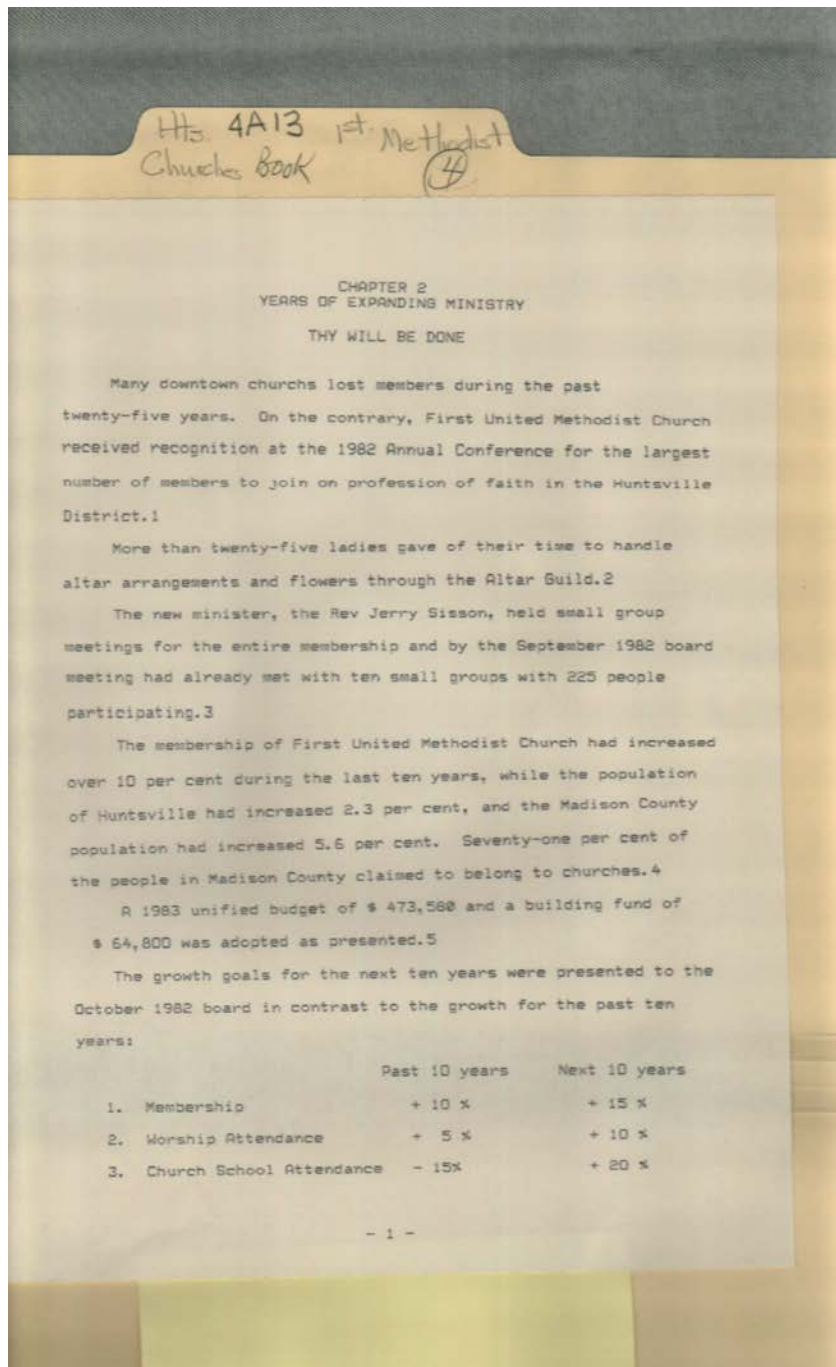 Hts. 4A13 1st. Methodist
Churches Book 4
CHAPTER 2
YEARS OF EXPANDING MINISTRY
THY WILL BE DONE
Many downtown churchs lost members during the past
twenty-five years. On the contrary, First United Methodist Church
received recognition at the 1982 Annual Conference for the largest
number of members to join on profession of faith in the Huntsville
District.1
More than twenty-five ladies gave of their time to handle
altar arrangements and flowers through the Altar Guild.2
The new minister, the Rev Jerry Sisson, held small group
meetings for the entire membership and by the September 1982 board
meeting had already met with ten small groups with 225 people
participating.3
The membership of First United Methodist Church had increased
over 10 per cent during the last ten years, while the population
of Huntsville had increased 2.3 per cent, and the Madison County
population had increased 5.6 per cent. Seventy-one per cent of
the people in Madison County claimed to belong to churches.4
A 1983 unified budget of $ 473,580 and a building fund of
$ 64,800 was adopted as presented.5
The growth goals for the next ten years were presented to the
October 1982 board in contrast to the growth for the past ten
years:
Past 10 years Next 10 years
1. Membership + 10 % + 15 %
2. Worship Attendance + 5 % + 10 %
3. Church School Attendance - 15% + 20 %
- 1 -